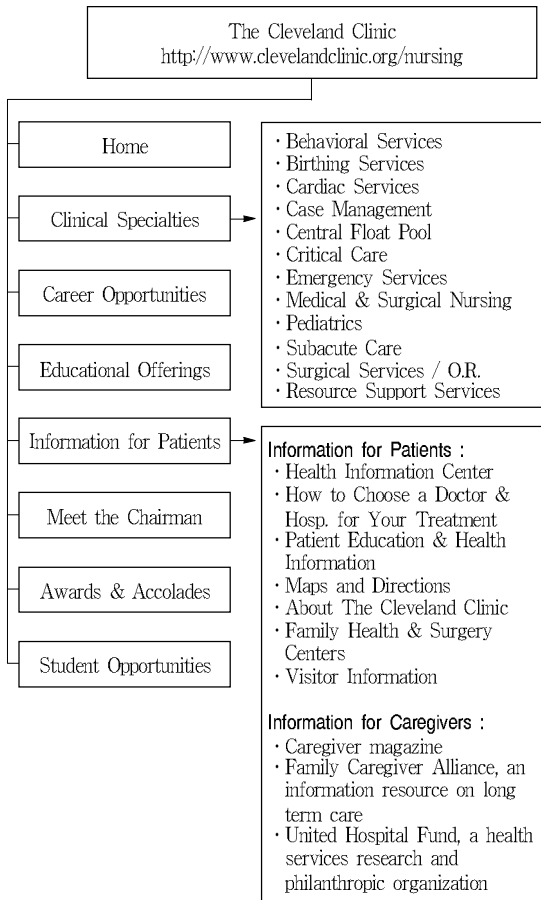 The Cleveland Clinic
http://www.clevelandclinic.org/nursing
Home
Clinical Specialties
· Behavioral Services
· Birthing Services
· Cardiac Services
· Case Management
· Central Float Pool
· Critical Care
· Emergency Services
· Medical & Surgical Nursing
· Pediatrics
· Subacute Care
· Surgical Services / O.R.
· Resource Support Services
Career Opportunities
Educational Offerings
Information for Patients
Information for Patients :
· Health Information Center
· How to Choose a Doctor &
Hosp. for Your Treatment
· Patient Education & Health
Information
· Maps and Directions
· About The Cleveland Clinic
· Family Health & Surgery
Centers
· Visitor Information
Information for Caregivers :
· Caregiver magazine
· Family Caregiver Alliance, an
information resource on long
term care
· United Hospital Fund, a health
services research and
philanthropic organization
Meet the Chairman
Awards & Accolades
Student Opportunities